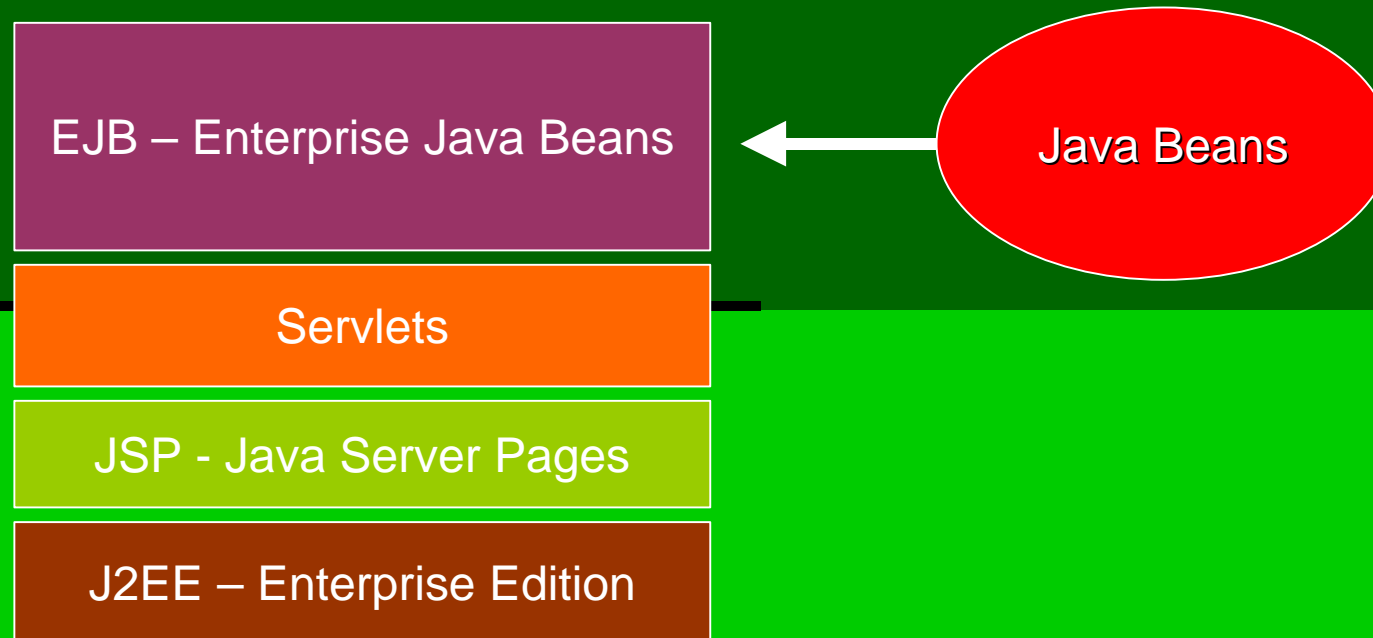 EJB – Enterprise Java Beans
Java Beans
Servlets
JSP - Java Server Pages
J2EE – Enterprise Edition